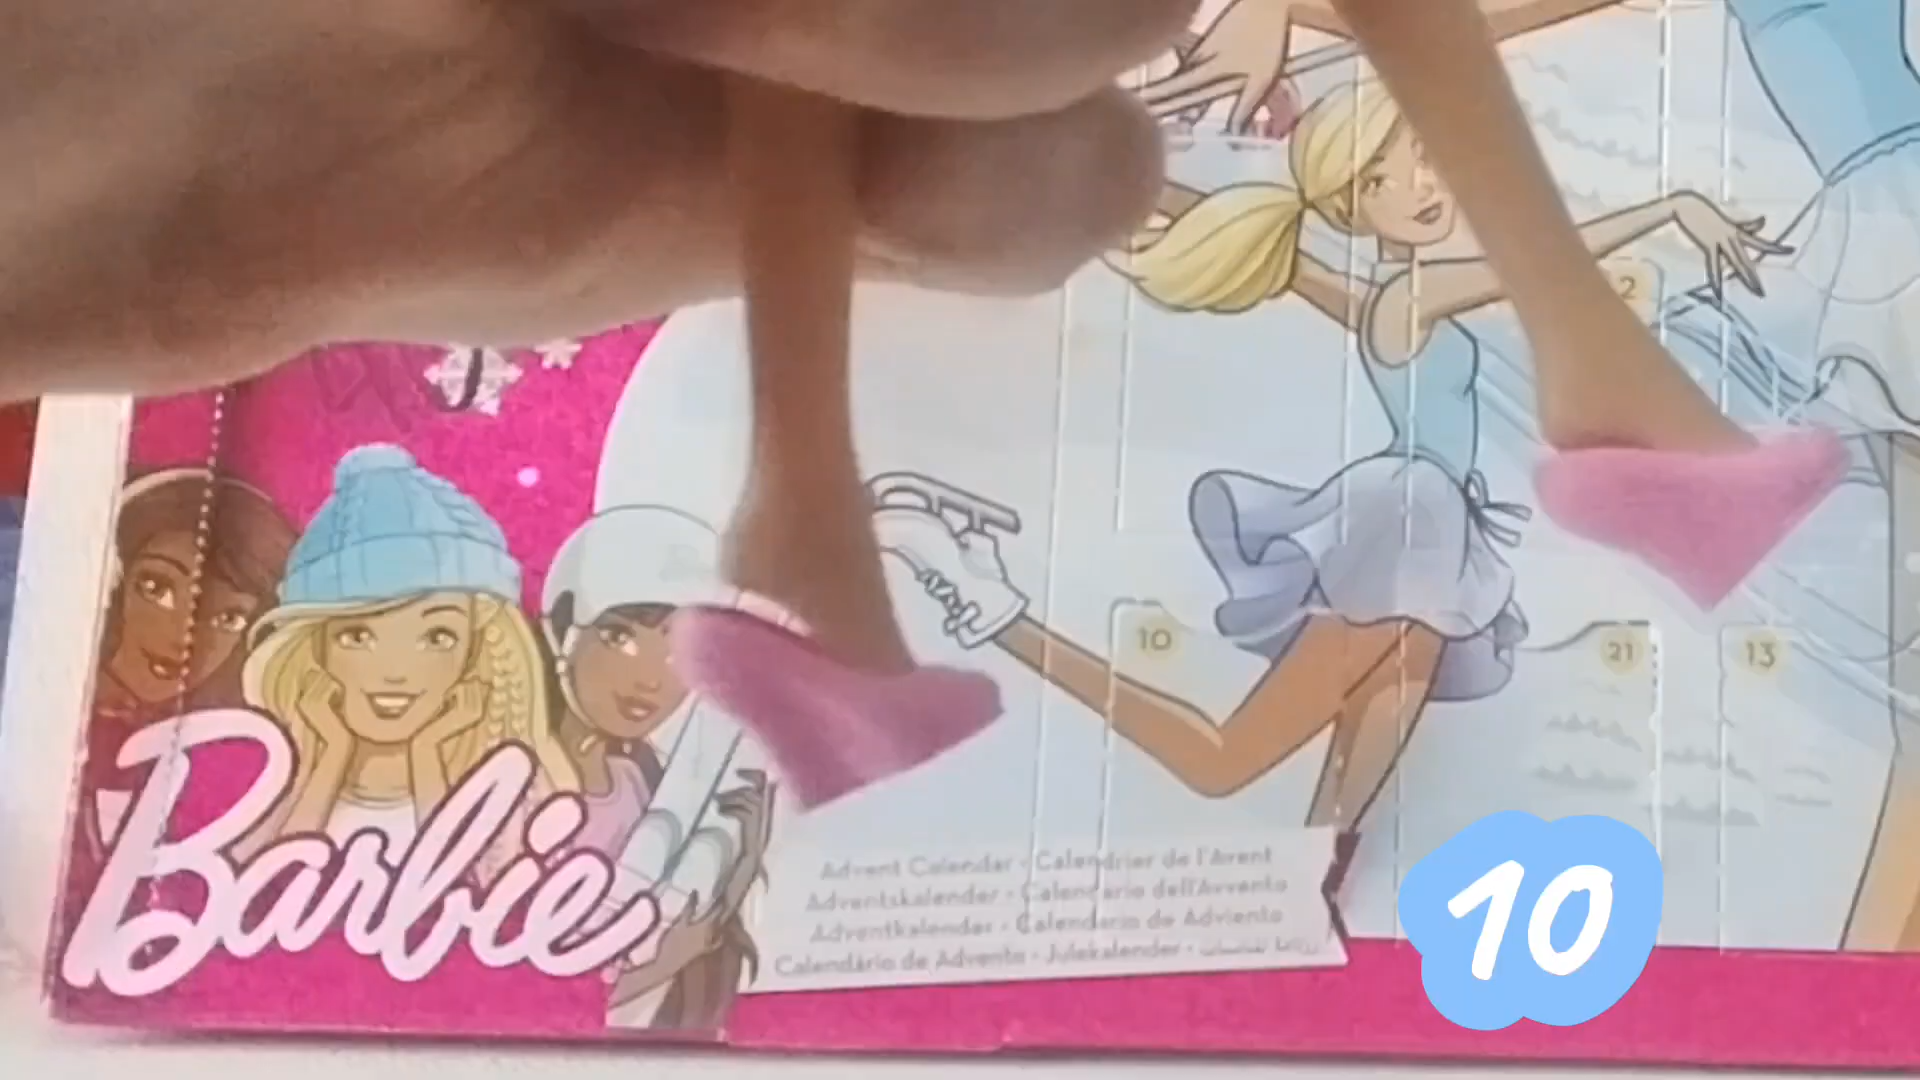 2
10
21
13
Barbie
Advent Calendar - Calendrier de l'Avent
Adventskalender - Calendario dell'Avvento
Adventkalender - Calendario de Adviento
Calendário de Advento - Julekalender -
10